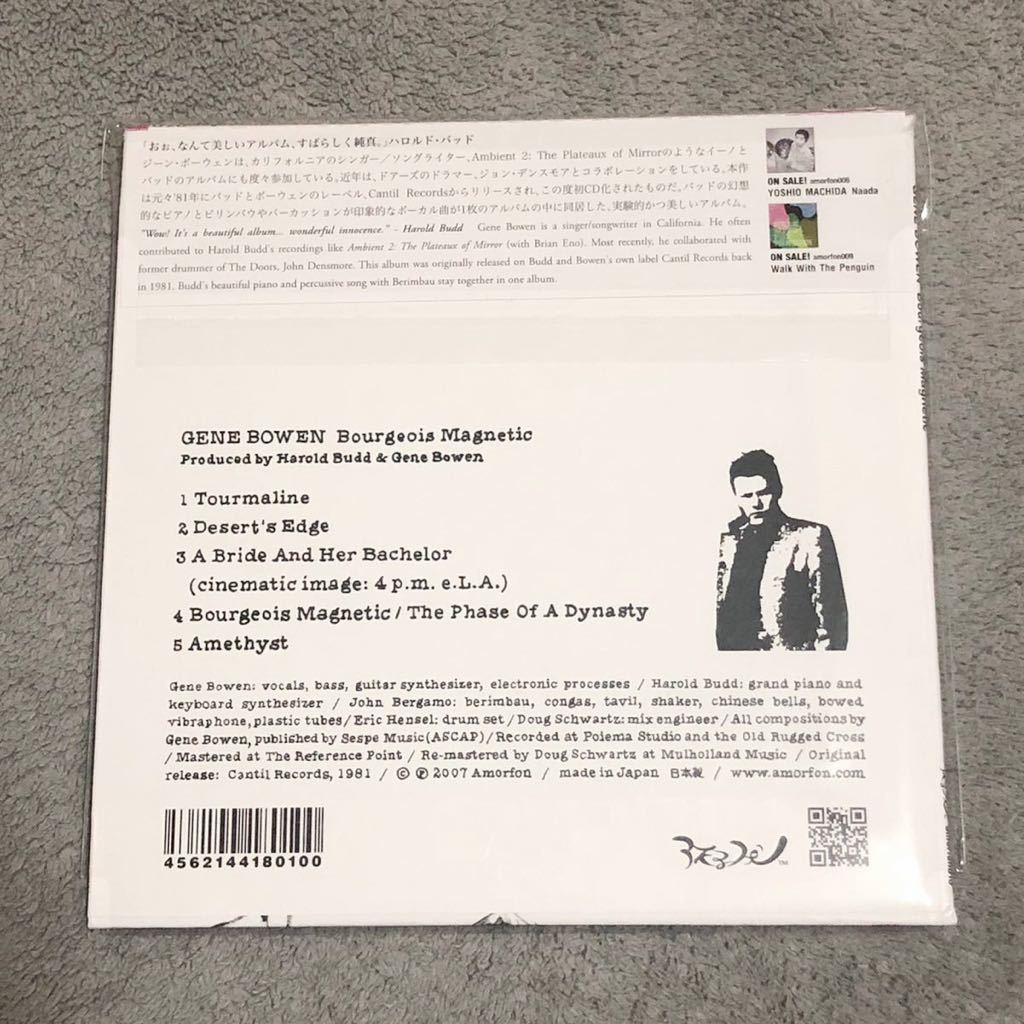 「おぉ、なんて美しいアルバム、すばらしく純真。」ハロルド・バッド
ジーン・ボーウェンは、カリフォルニアのシンガー／ソングライター、Ambient 2: The Plateaux of Mirrorのようなイーノと
バッドのアルバムにも度々参加している。近年は、ドアーズのドラマー、ジョン・デンスモアとコラボレーションをしている。本作
は元々'81年にバッドとボーウェンのレーベル、Cantil Recordsからリリースされ、この度初CD化されたものだ。バッドの幻想
的なピアノとビリンバウやパーカッションが印象的なボーカル曲が1枚のアルバムの中に同居した、実験的かつ美しいアルバム。
"Wow! It's a beautiful album... wonderful innocence." - Harold Budd Gene Bowen is a singer/songwriter in California. He often
contributed to Harold Budd's recordings like Ambient 2: The Plateaux of Mirror (with Brian Eno). Most recently, he collaborated with
former drummer of The Doors, John Densmore. This album was originally released on Budd and Bowen's own label Cantil Records back
in 1981. Budd's beautiful piano and percussive song with Berimbau stay together in one album.
ON SALE! amorfon006
YOSHIO MACHIDA Naada
ON SALE! amorfon009
Walk With The Penguin
GENE BOWEN Bourgeois Magnetic
Produced by Harold Budd & Gene Bowen
1 Tourmaline
2 Desert's Edge
3 A Bride And Her Bachelor
(cinematic image: 4 p.m. e.L.A.)
4 Bourgeois Magnetic / The Phase Of A Dynasty
5 Amethyst
Gene Bowen: vocals, bass, guitar synthesizer, electronic processes / Harold Budd: grand piano and
keyboard synthesizer / John Bergamo: berimbau, congas, tavil, shaker, chinese bells, bowed
vibraphone, plastic tubes / Eric Hensel: drum set / Doug Schwartz: mix engineer / All compositions by
Gene Bowen, published by Sespe Music (ASCAP) / Recorded at Poiema Studio and the Old Rugged Cross
/ Mastered at The Reference Point / Re-mastered by Doug Schwartz at Mulholland Music / Original
release: Cantil Records, 1981 / © ℗ 2007 Amorfon / made in Japan 日本製 / www.amorfon.com
4562144180100
TM